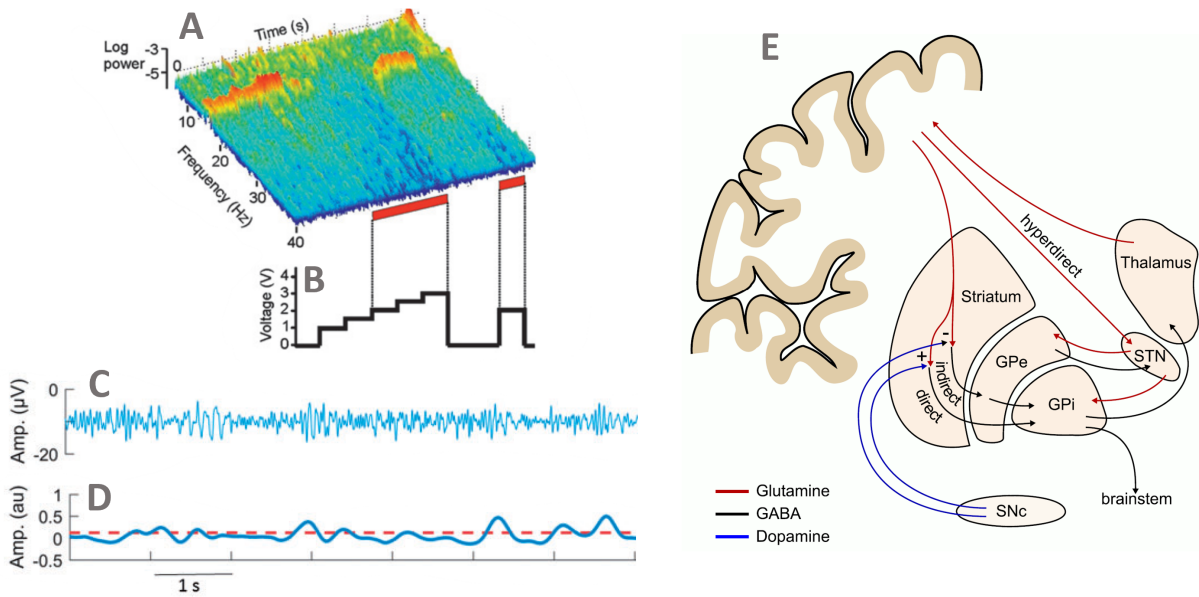 A
Time (s)
Log
power
-3
-5
0
10
20
30
40
Frequency (Hz)
B
Voltage (V)
4
3
2
1
0
C
Amp. (µV)
0
-20
D
Amp. (au)
1
0.5
0
-0.5
1 s
E
hyperdirect
Thalamus
Striatum
STN
GPe
GPi
-
+
indirect
direct
brainstem
SNc
Glutamine
GABA
Dopamine